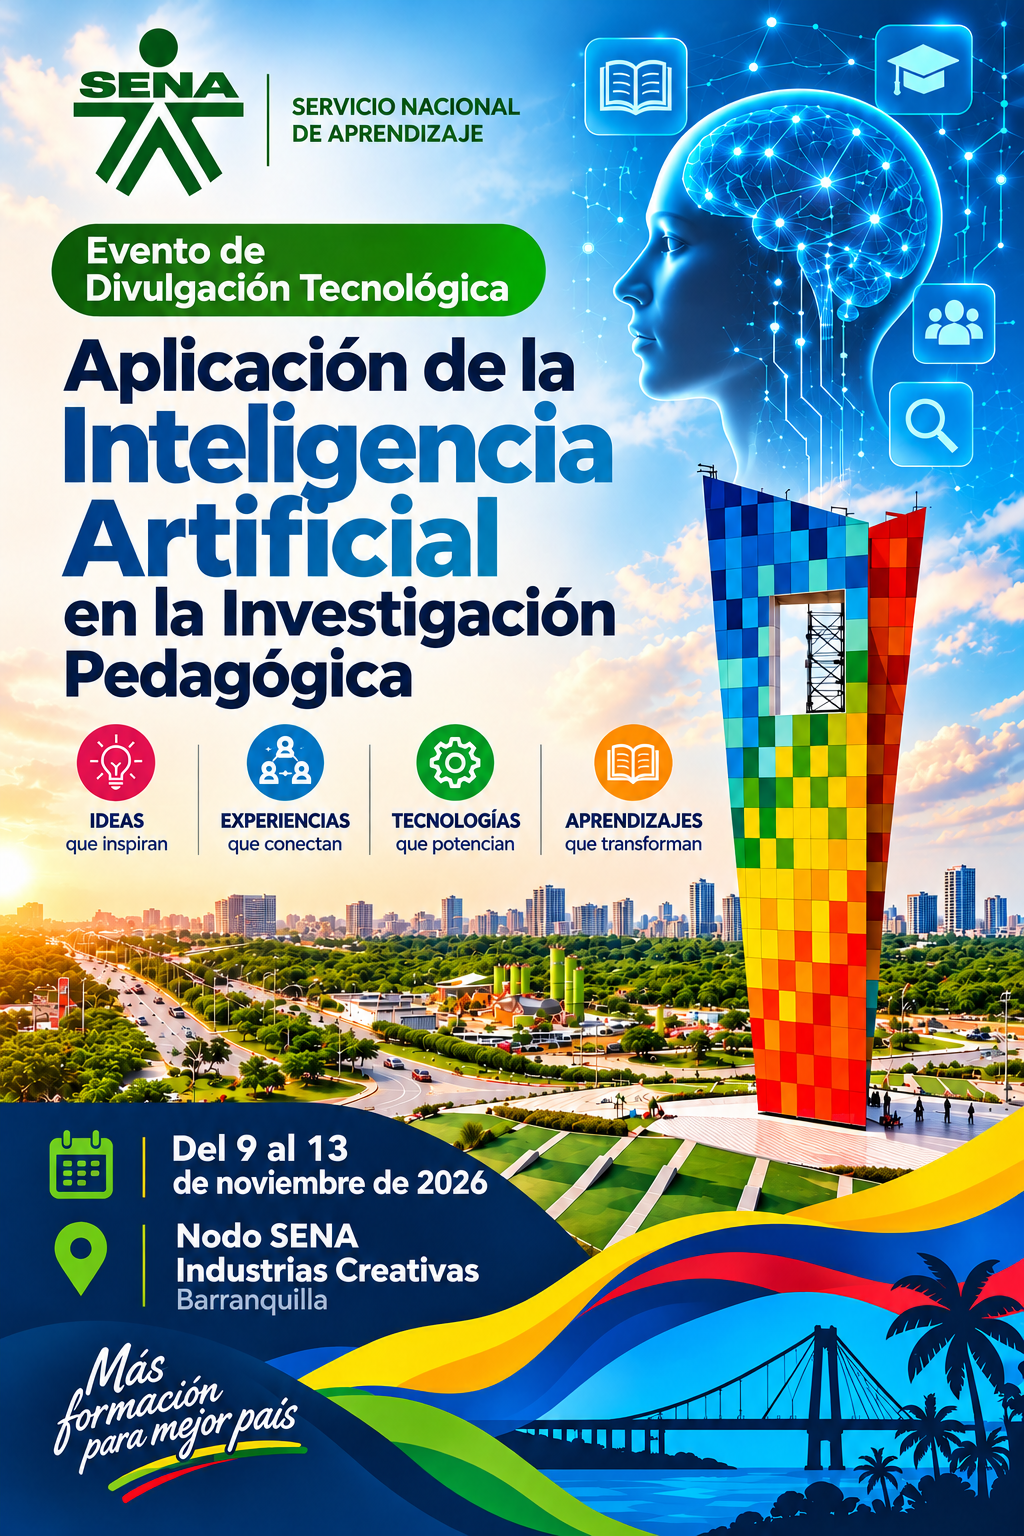 SENA
SERVICIO NACIONAL
DE APRENDIZAJE
Evento de
Divulgación Tecnológica
Aplicación de la
Inteligencia
Artificial
en la Investigación
Pedagógica
IDEAS
que inspiran
EXPERIENCIAS
que conectan
TECNOLOGÍAS
que potencian
APRENDIZAJES
que transforman
Del 9 al 13
de noviembre de 2026
Nodo SENA
Industrias Creativas
Barranquilla
Más
formación
para mejor país